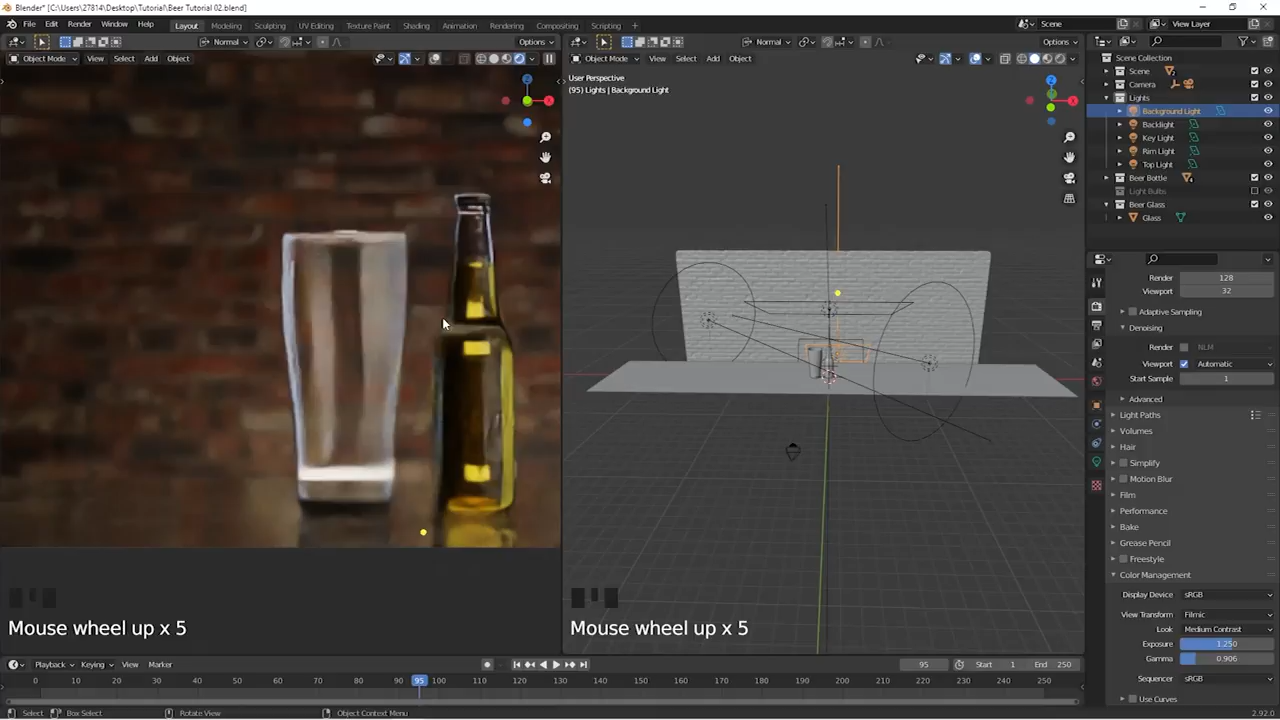 Blender* [C:\Users\27814\Desktop\Tutorial\Beer Tutorial 02.blend]
File Edit Render Window Help Layout Modeling Sculpting UV Editing Texture Paint Shading Animation Rendering Compositing Scripting + Scene View Layer
Normal Options Normal Options
Object Mode View Select Add Object Object Mode View Select Add Object
Scene Collection
Scene
Camera
Lights
Background Light
Backlight
Key Light
Rim Light
Top Light
Beer Bottle
Light Bulbs
Beer Glass
Glass
User Perspective
(95) Lights | Background Light
Z
X
Render 128
Viewport 32
Adaptive Sampling
Denoising
Render NLM
Viewport Automatic
Start Sample 1
Advanced
Light Paths
Volumes
Hair
Simplify
Motion Blur
Film
Performance
Bake
Grease Pencil
Freestyle
Color Management
Display Device sRGB
View Transform Filmic
Look Medium Contrast
Exposure 1.250
Gamma 0.906
Sequencer sRGB
Use Curves
Mouse wheel up x 5
Mouse wheel up x 5
Playback Keying View Marker 95 Start 1 End 250
0 10 20 30 40 50 60 70 80 95 100 110 120 130 140 150 160 170 180 190 200 210 220 230 240 250
Select Box Select Rotate View Object Context Menu 2.92.0